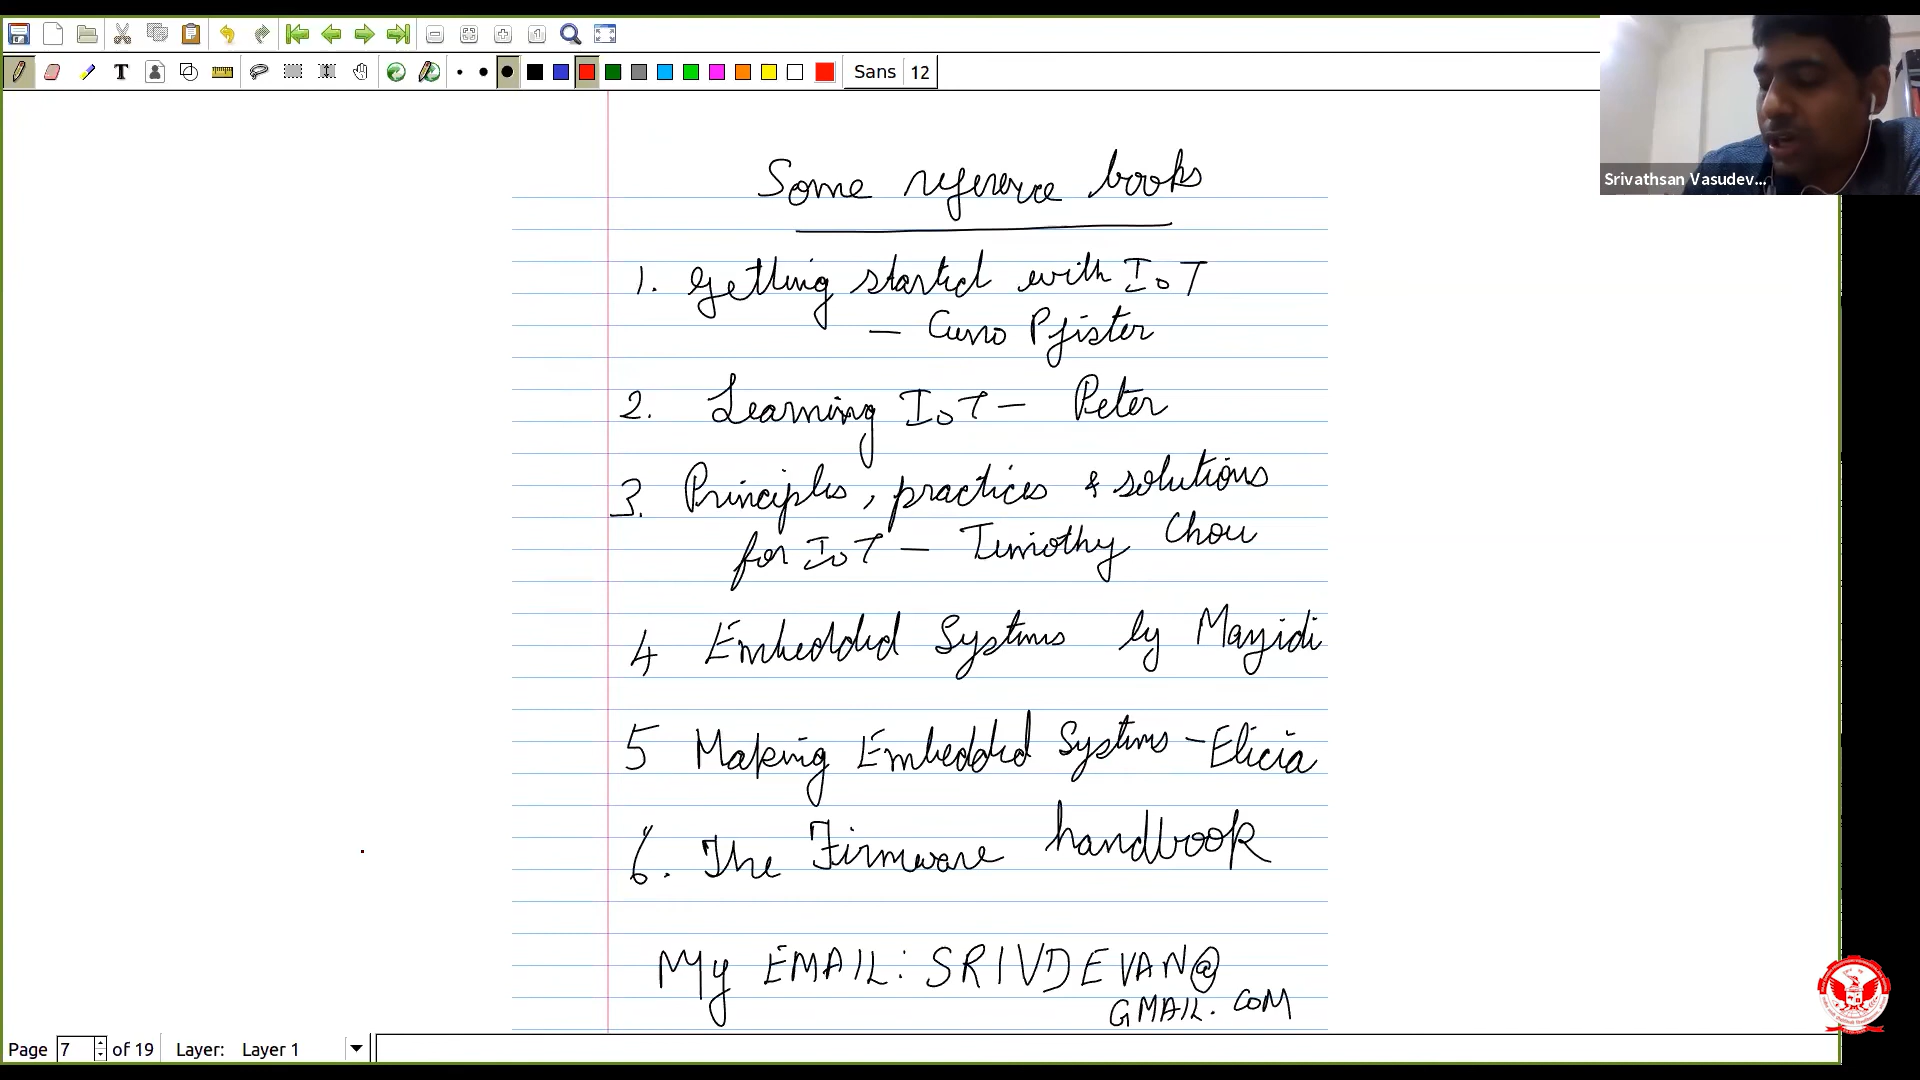 Sans 12
Srivathsan Vasudev...
Some reference books
1. Getting started with IoT
— Cuno Pfister
2. Learning IoT — Peter
3. Principles, practices & solutions
for IoT — Timothy Chou
4 Embedded Systems by Mazidi
5 Making Embedded Systems - Elicia
6. The Firmware handbook
My EMAIL: SRIVDEVAN@
GMAIL.COM
Page 7 of 19 Layer: Layer 1